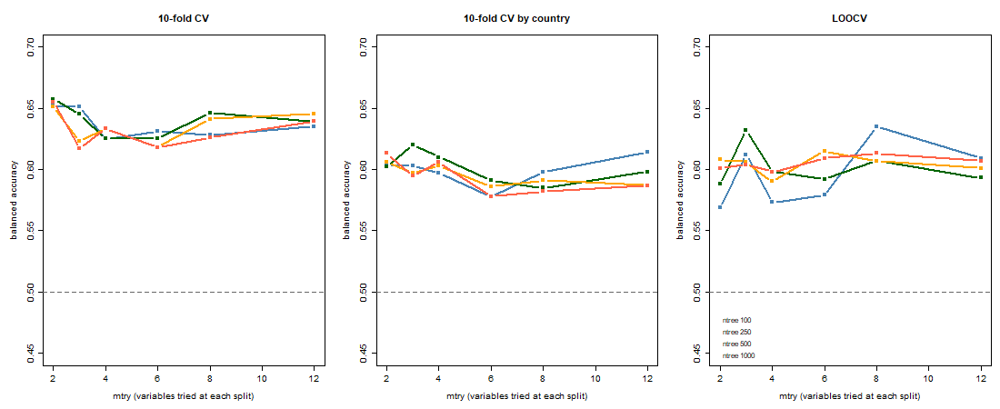 10-fold CV
balanced accuracy
0.70
0.65
0.60
0.55
0.50
0.45
2 4 6 8 10 12
mtry (variables tried at each split)
10-fold CV by country
balanced accuracy
0.70
0.65
0.60
0.55
0.50
0.45
2 4 6 8 10 12
mtry (variables tried at each split)
LOOCV
balanced accuracy
0.70
0.65
0.60
0.55
0.50
0.45
ntree 100
ntree 250
ntree 500
ntree 1000
2 4 6 8 10 12
mtry (variables tried at each split)